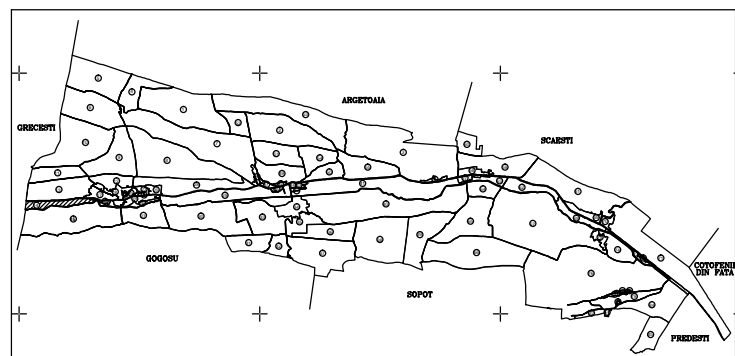 ARGETOAIA
GRECESTI
SCAESTI
GOGOSU
COTOFENII
DIN FATA
SOPOT
PREDESTI